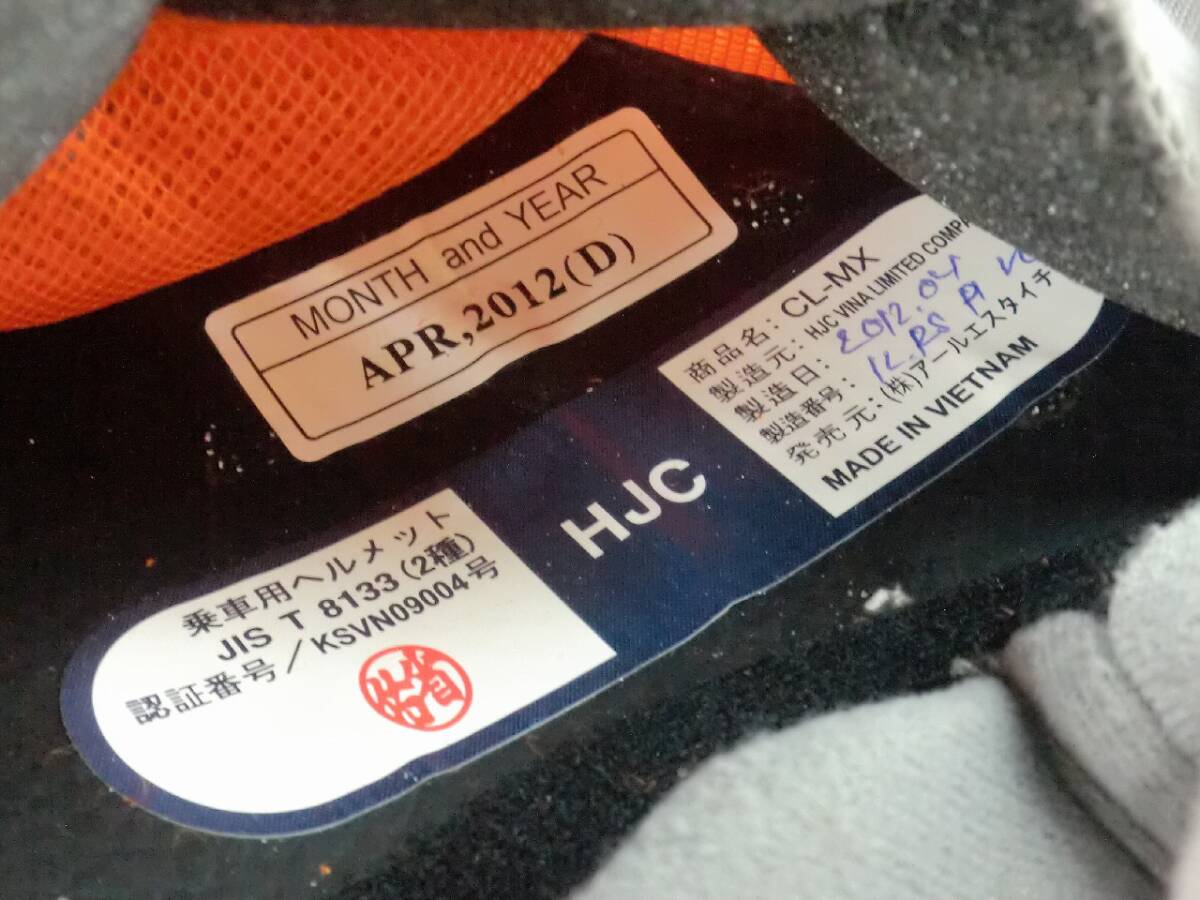 MONTH and YEAR
APR,2012(D)
商品名: CL-MX
製造元: HJC VINA LIMITED
製造日: 2012.04
製造番号:
発売元: (株)アールエスタイチ
MADE IN VIETNAM
HJC
乗車用ヘルメット
JIS T 8133(2種)
認証番号/KSVN09004号